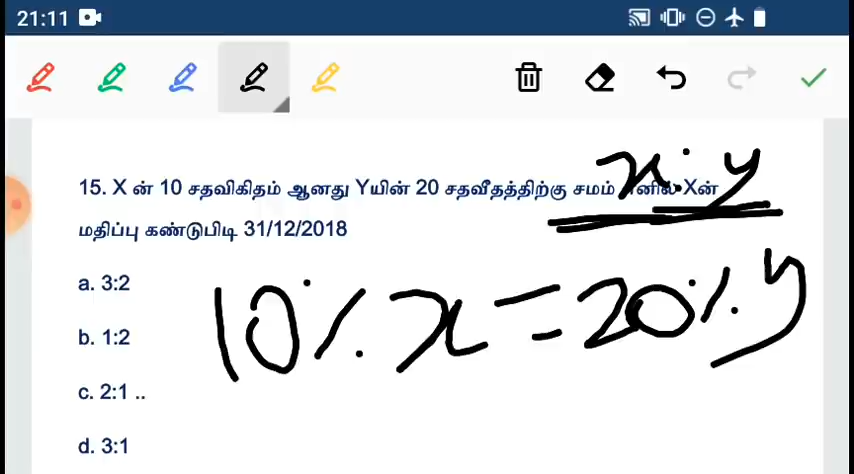 21:11
x:y
15. X ன் 10 சதவிகிதம் ஆனது Yயின் 20 சதவீதத்திற்கு சமம் எனில் Xன்
மதிப்பு கண்டுபிடி 31/12/2018
a. 3:2
10% x = 20% y
b. 1:2
c. 2:1 ..
d. 3:1